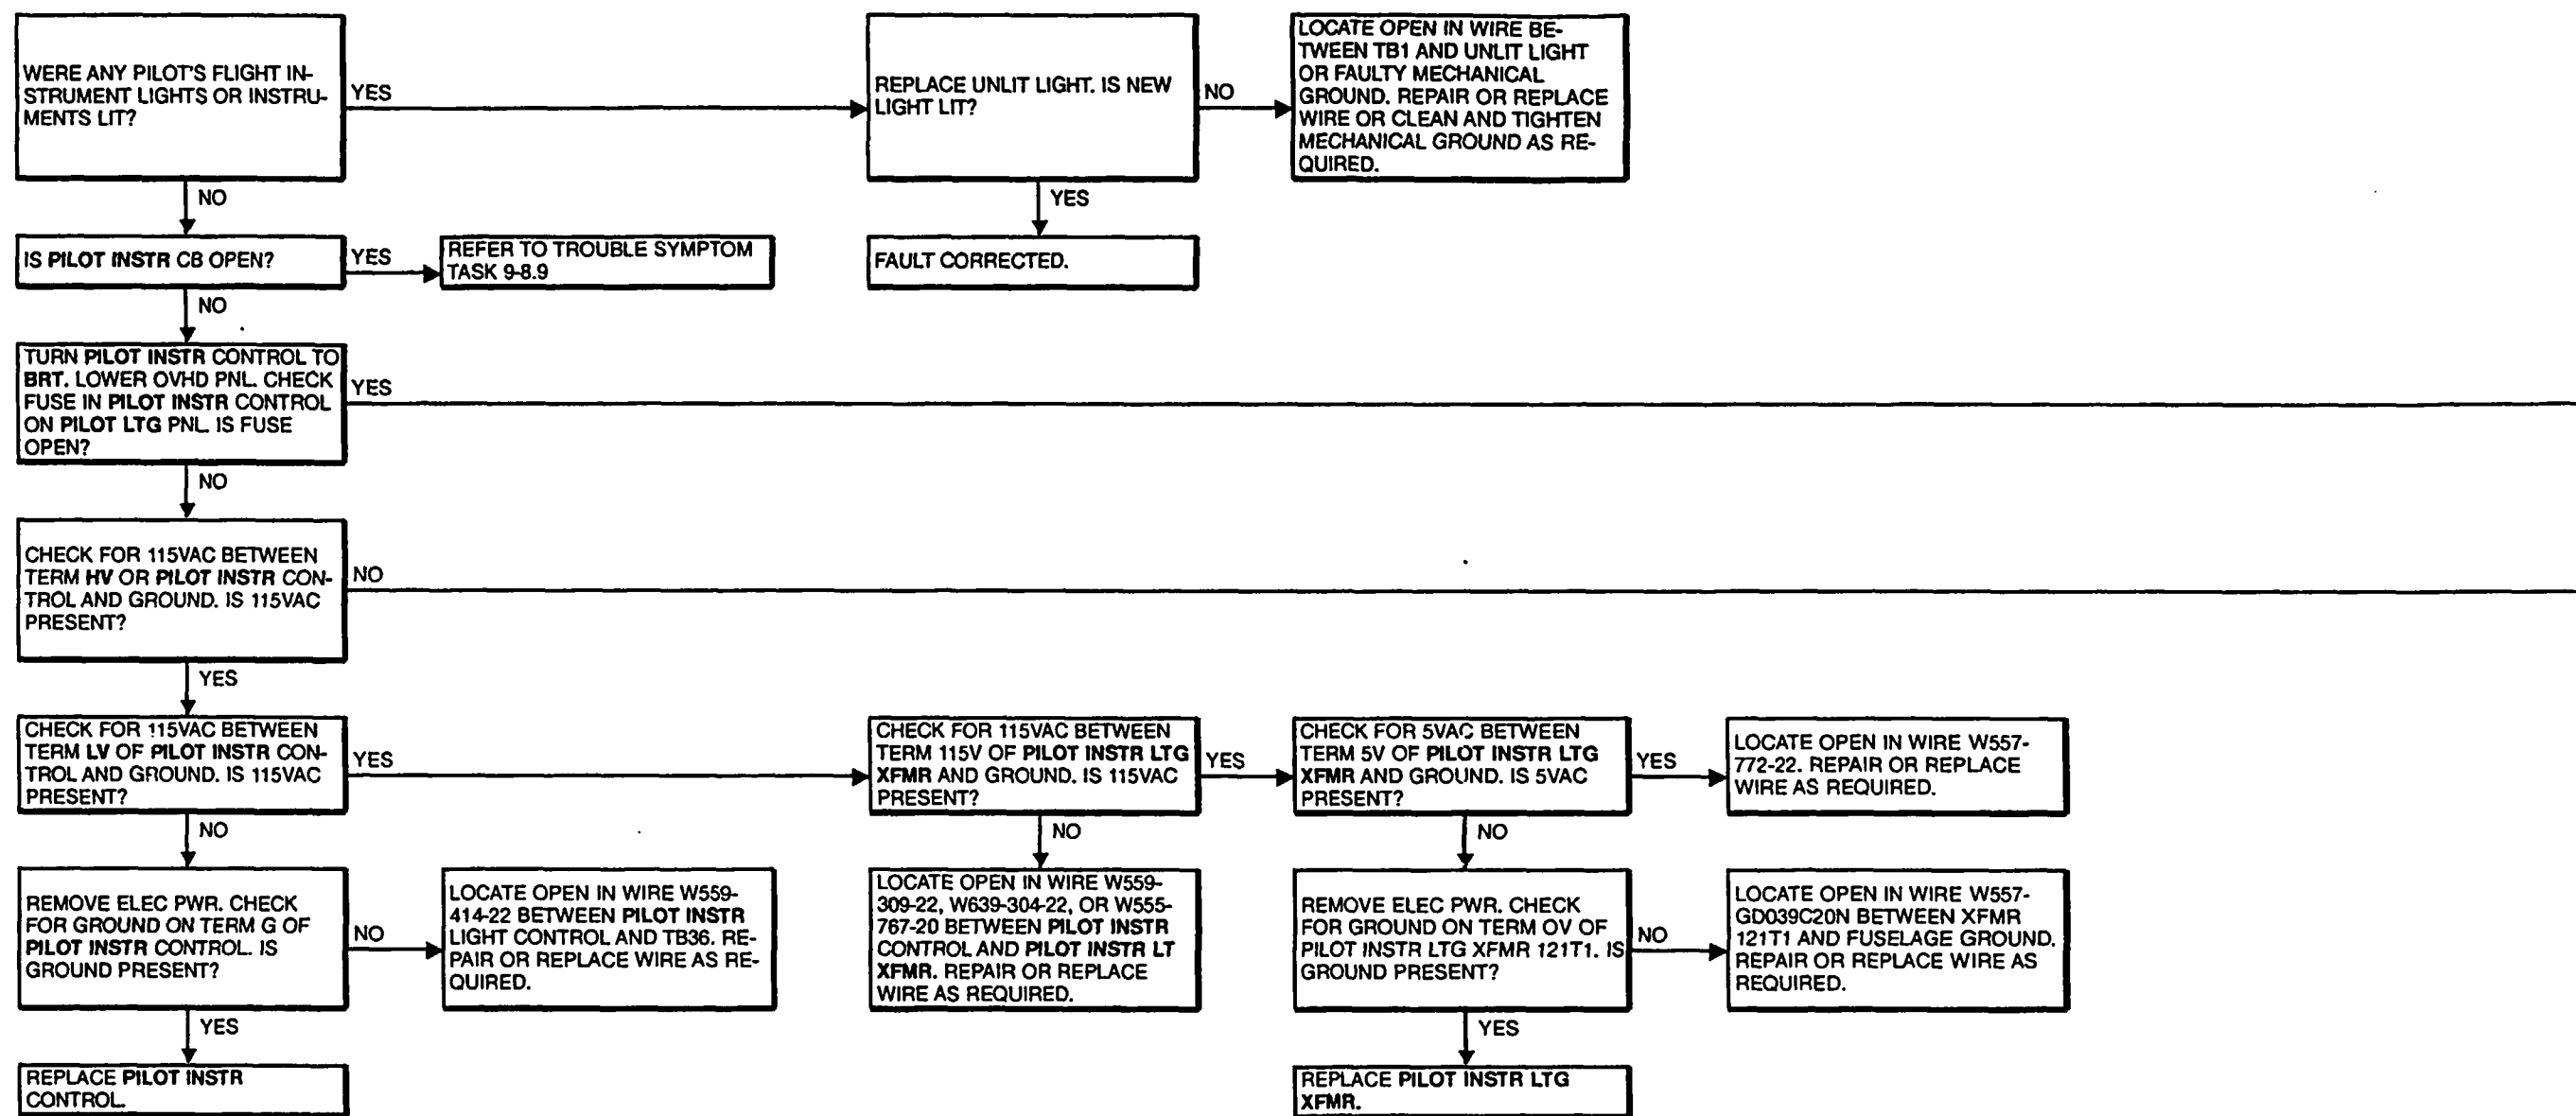 WERE ANY PILOT'S FLIGHT IN-
STRUMENT LIGHTS OR INSTRU-
MENTS LIT?
YES
REPLACE UNLIT LIGHT. IS NEW
LIGHT LIT?
NO
LOCATE OPEN IN WIRE BE-
TWEEN TB1 AND UNLIT LIGHT
OR FAULTY MECHANICAL
GROUND. REPAIR OR REPLACE
WIRE OR CLEAN AND TIGHTEN
MECHANICAL GROUND AS RE-
QUIRED.
NO
YES
IS PILOT INSTR CB OPEN?
YES
REFER TO TROUBLE SYMPTOM
TASK 9-8.9
FAULT CORRECTED.
NO
TURN PILOT INSTR CONTROL TO
BRT. LOWER OVHD PNL. CHECK
FUSE IN PILOT INSTR CONTROL
ON PILOT LTG PNL. IS FUSE
OPEN?
YES
NO
CHECK FOR 115VAC BETWEEN
TERM HV OR PILOT INSTR CON-
TROL AND GROUND. IS 115VAC
PRESENT?
NO
YES
CHECK FOR 115VAC BETWEEN
TERM LV OF PILOT INSTR CON-
TROL AND GROUND. IS 115VAC
PRESENT?
YES
CHECK FOR 115VAC BETWEEN
TERM 115V OF PILOT INSTR LTG
XFMR AND GROUND. IS 115VAC
PRESENT?
YES
CHECK FOR 5VAC BETWEEN
TERM 5V OF PILOT INSTR LTG
XFMR AND GROUND. IS 5VAC
PRESENT?
YES
LOCATE OPEN IN WIRE W557-
772-22. REPAIR OR REPLACE
WIRE AS REQUIRED.
NO
NO
NO
REMOVE ELEC PWR. CHECK
FOR GROUND ON TERM G OF
PILOT INSTR CONTROL. IS
GROUND PRESENT?
NO
LOCATE OPEN IN WIRE W559-
414-22 BETWEEN PILOT INSTR
LIGHT CONTROL AND TB36. RE-
PAIR OR REPLACE WIRE AS RE-
QUIRED.
LOCATE OPEN IN WIRE W559-
309-22, W639-304-22, OR W555-
767-20 BETWEEN PILOT INSTR
CONTROL AND PILOT INSTR LT
XFMR. REPAIR OR REPLACE
WIRE AS REQUIRED.
REMOVE ELEC PWR. CHECK
FOR GROUND ON TERM OV OF
PILOT INSTR LTG XFMR 121T1. IS
GROUND PRESENT?
NO
LOCATE OPEN IN WIRE W557-
GD039C20N BETWEEN XFMR
121T1 AND FUSELAGE GROUND.
REPAIR OR REPLACE WIRE AS
REQUIRED.
YES
YES
REPLACE PILOT INSTR
CONTROL.
REPLACE PILOT INSTR LTG
XFMR.